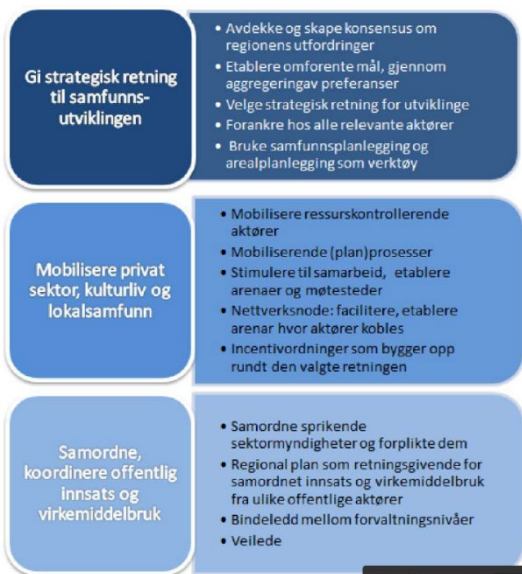 Gi strategisk retning
til samfunns-
utviklingen
• Avdekke og skape konsensus om
regionens utfordringer
• Etablere omforente mål, gjennom
aggregeringav preferanser
• Velge strategisk retning for utviklinge
• Forankre hos alle relevante aktører
• Bruke samfunnsplanlegging og
arealplanlegging som verktøy
Mobilisere privat
sektor, kulturliv og
lokalsamfunn
• Mobilisere ressurskontrollerende
aktører
• Mobiliserende (plan)prosesser
• Stimulere til samarbeid, etablere
arenaer og møtesteder
• Nettverksnode: facilitere, etablere
arenar hvor aktører kobles
• Incentivordninger som bygger opp
rundt den valgte retningen
Samordne,
koordinere offentlig
innsats og
virkemiddelbruk
• Samordne sprikende
sektormyndigheter og forplikte dem
• Regional plan som retningsgivende for
samordnet innsats og virkemiddelbruk
fra ulike offentlige aktører
• Bindeledd mellom forvaltningsnivåer
• Veilede